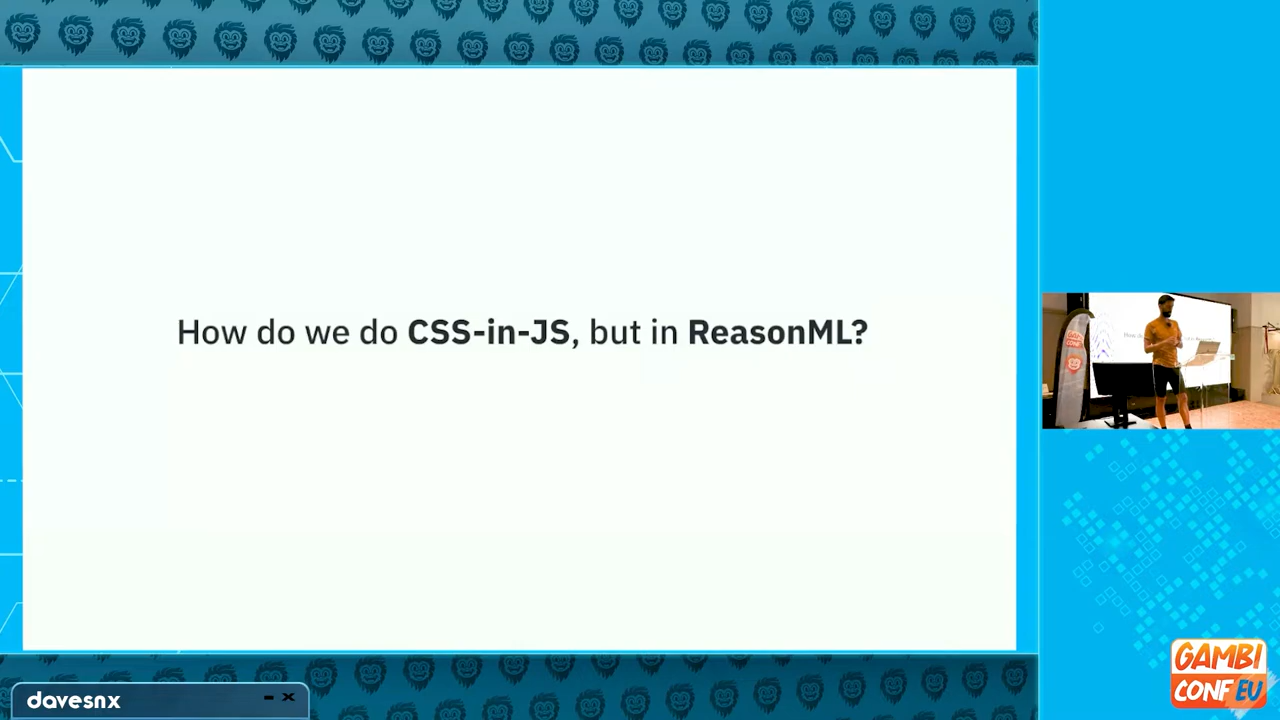 How do we do CSS-in-JS, but in ReasonML?
davesnx
GAMBI
CONF EU